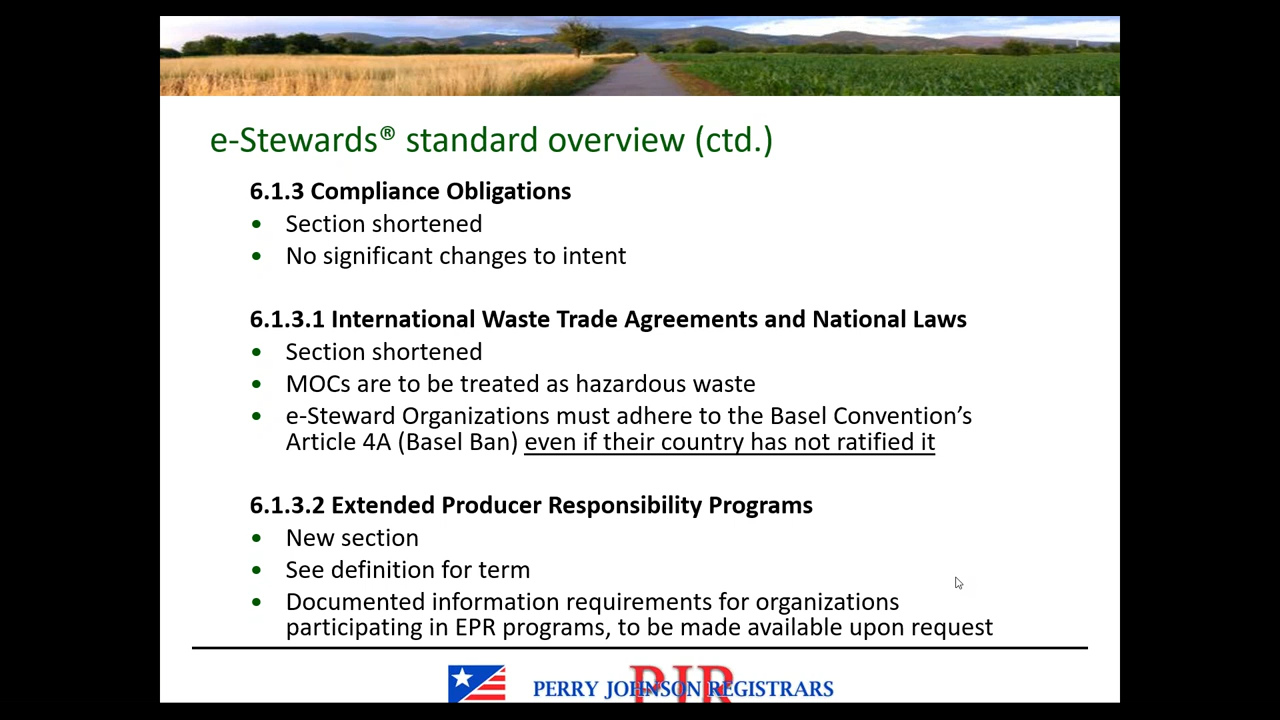 e-Stewards® standard overview (ctd.)
6.1.3 Compliance Obligations
• Section shortened
• No significant changes to intent
6.1.3.1 International Waste Trade Agreements and National Laws
• Section shortened
• MOCs are to be treated as hazardous waste
• e-Steward Organizations must adhere to the Basel Convention’s
Article 4A (Basel Ban) even if their country has not ratified it
6.1.3.2 Extended Producer Responsibility Programs
• New section
• See definition for term
• Documented information requirements for organizations
participating in EPR programs, to be made available upon request
PJR
PERRY JOHNSON REGISTRARS